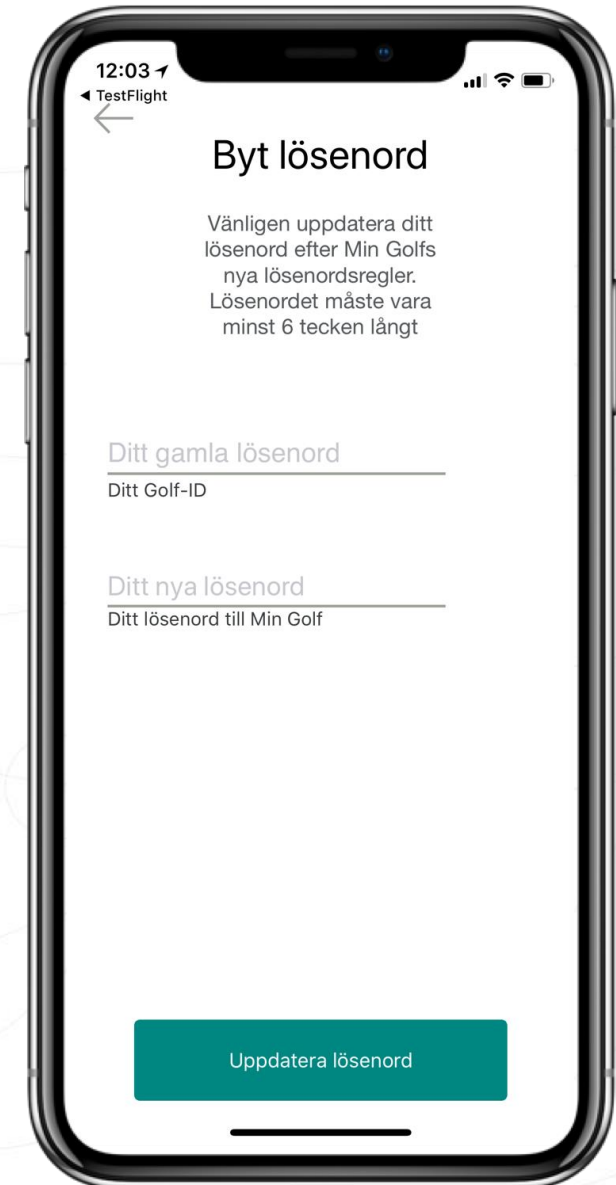 12:03
◀ TestFlight
Byt lösenord
Vänligen uppdatera ditt
lösenord efter Min Golfs
nya lösenordsregler.
Lösenordet måste vara
minst 6 tecken långt
Ditt gamla lösenord
Ditt Golf-ID
Ditt nya lösenord
Ditt lösenord till Min Golf
Uppdatera lösenord